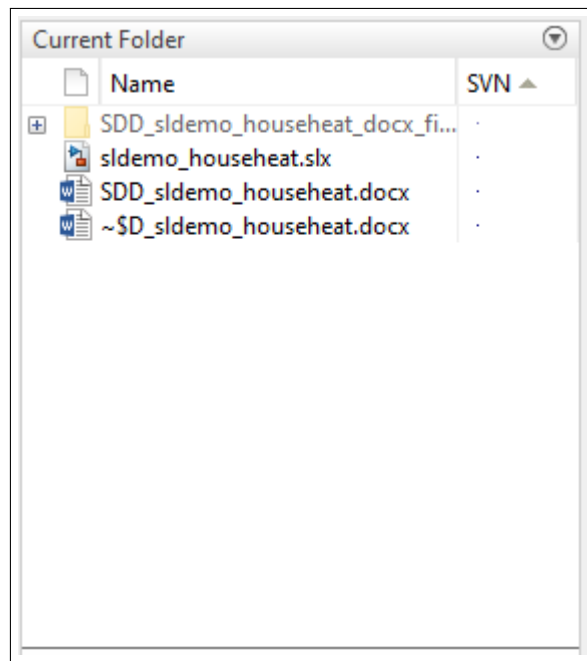 Current Folder
Name SVN
SDD_sldemo_househeat_docx_fi...
sldemo_househeat.slx
SDD_sldemo_househeat.docx
~$D_sldemo_househeat.docx